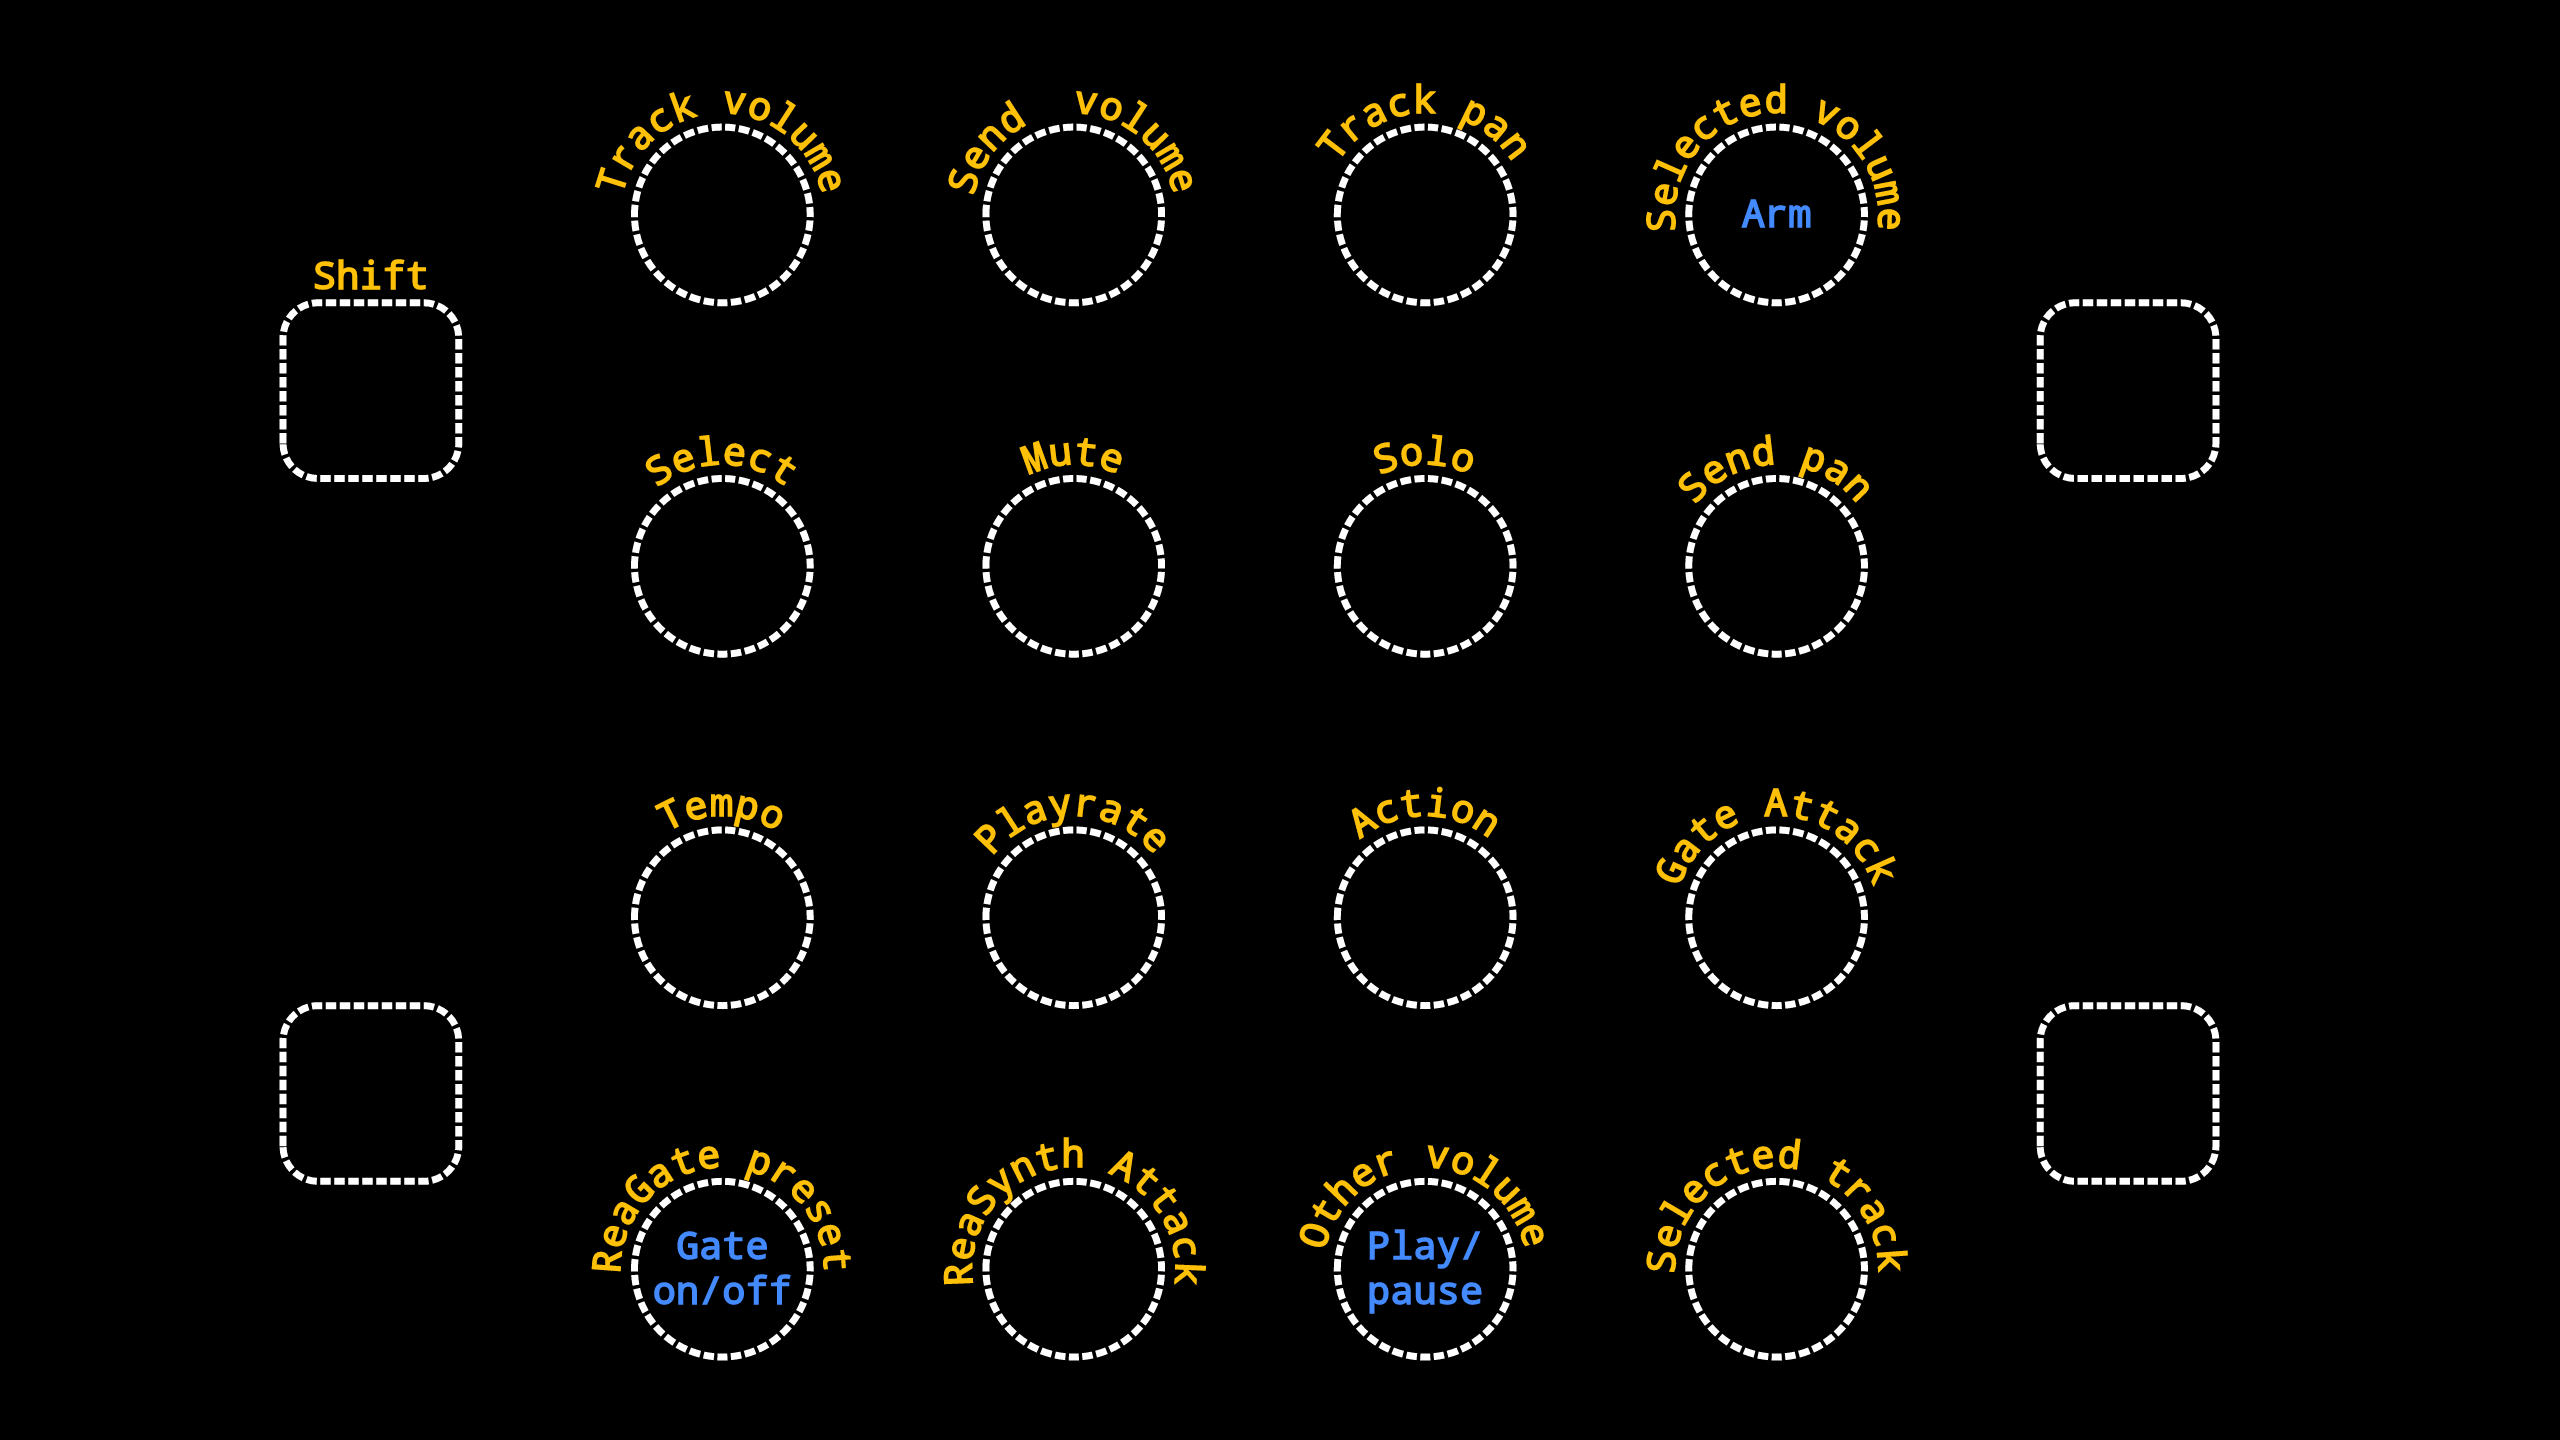 Track volume
Send volume
Track pan
Selected volume
Arm
Shift
Select
Mute
Solo
Send pan
Tempo
Playrate
Action
Gate Attack
ReaGate preset
Gate
on/off
ReaSynth Attack
Other volume
Play/
pause
Selected track